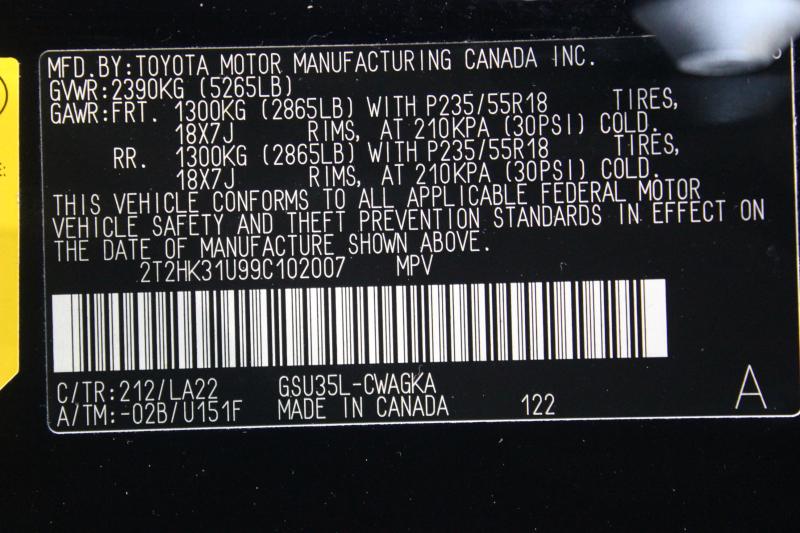 MFD.BY:TOYOTA MOTOR MANUFACTURING CANADA INC.
GVWR:2390KG (5265LB)
GAWR:FRT. 1300KG (2865LB) WITH P235/55R18 TIRES,
18X7J RIMS, AT 210KPA (30PSI) COLD.
RR. 1300KG (2865LB) WITH P235/55R18 TIRES,
18X7J RIMS, AT 210KPA (30PSI) COLD.
THIS VEHICLE CONFORMS TO ALL APPLICABLE FEDERAL MOTOR
VEHICLE SAFETY AND THEFT PREVENTION STANDARDS IN EFFECT ON
THE DATE OF MANUFACTURE SHOWN ABOVE.
2T2HK31U99C102007 MPV
C/TR:212/LA22 GSU35L-CWAGKA
A/TM:-02B/U151F MADE IN CANADA 122 A